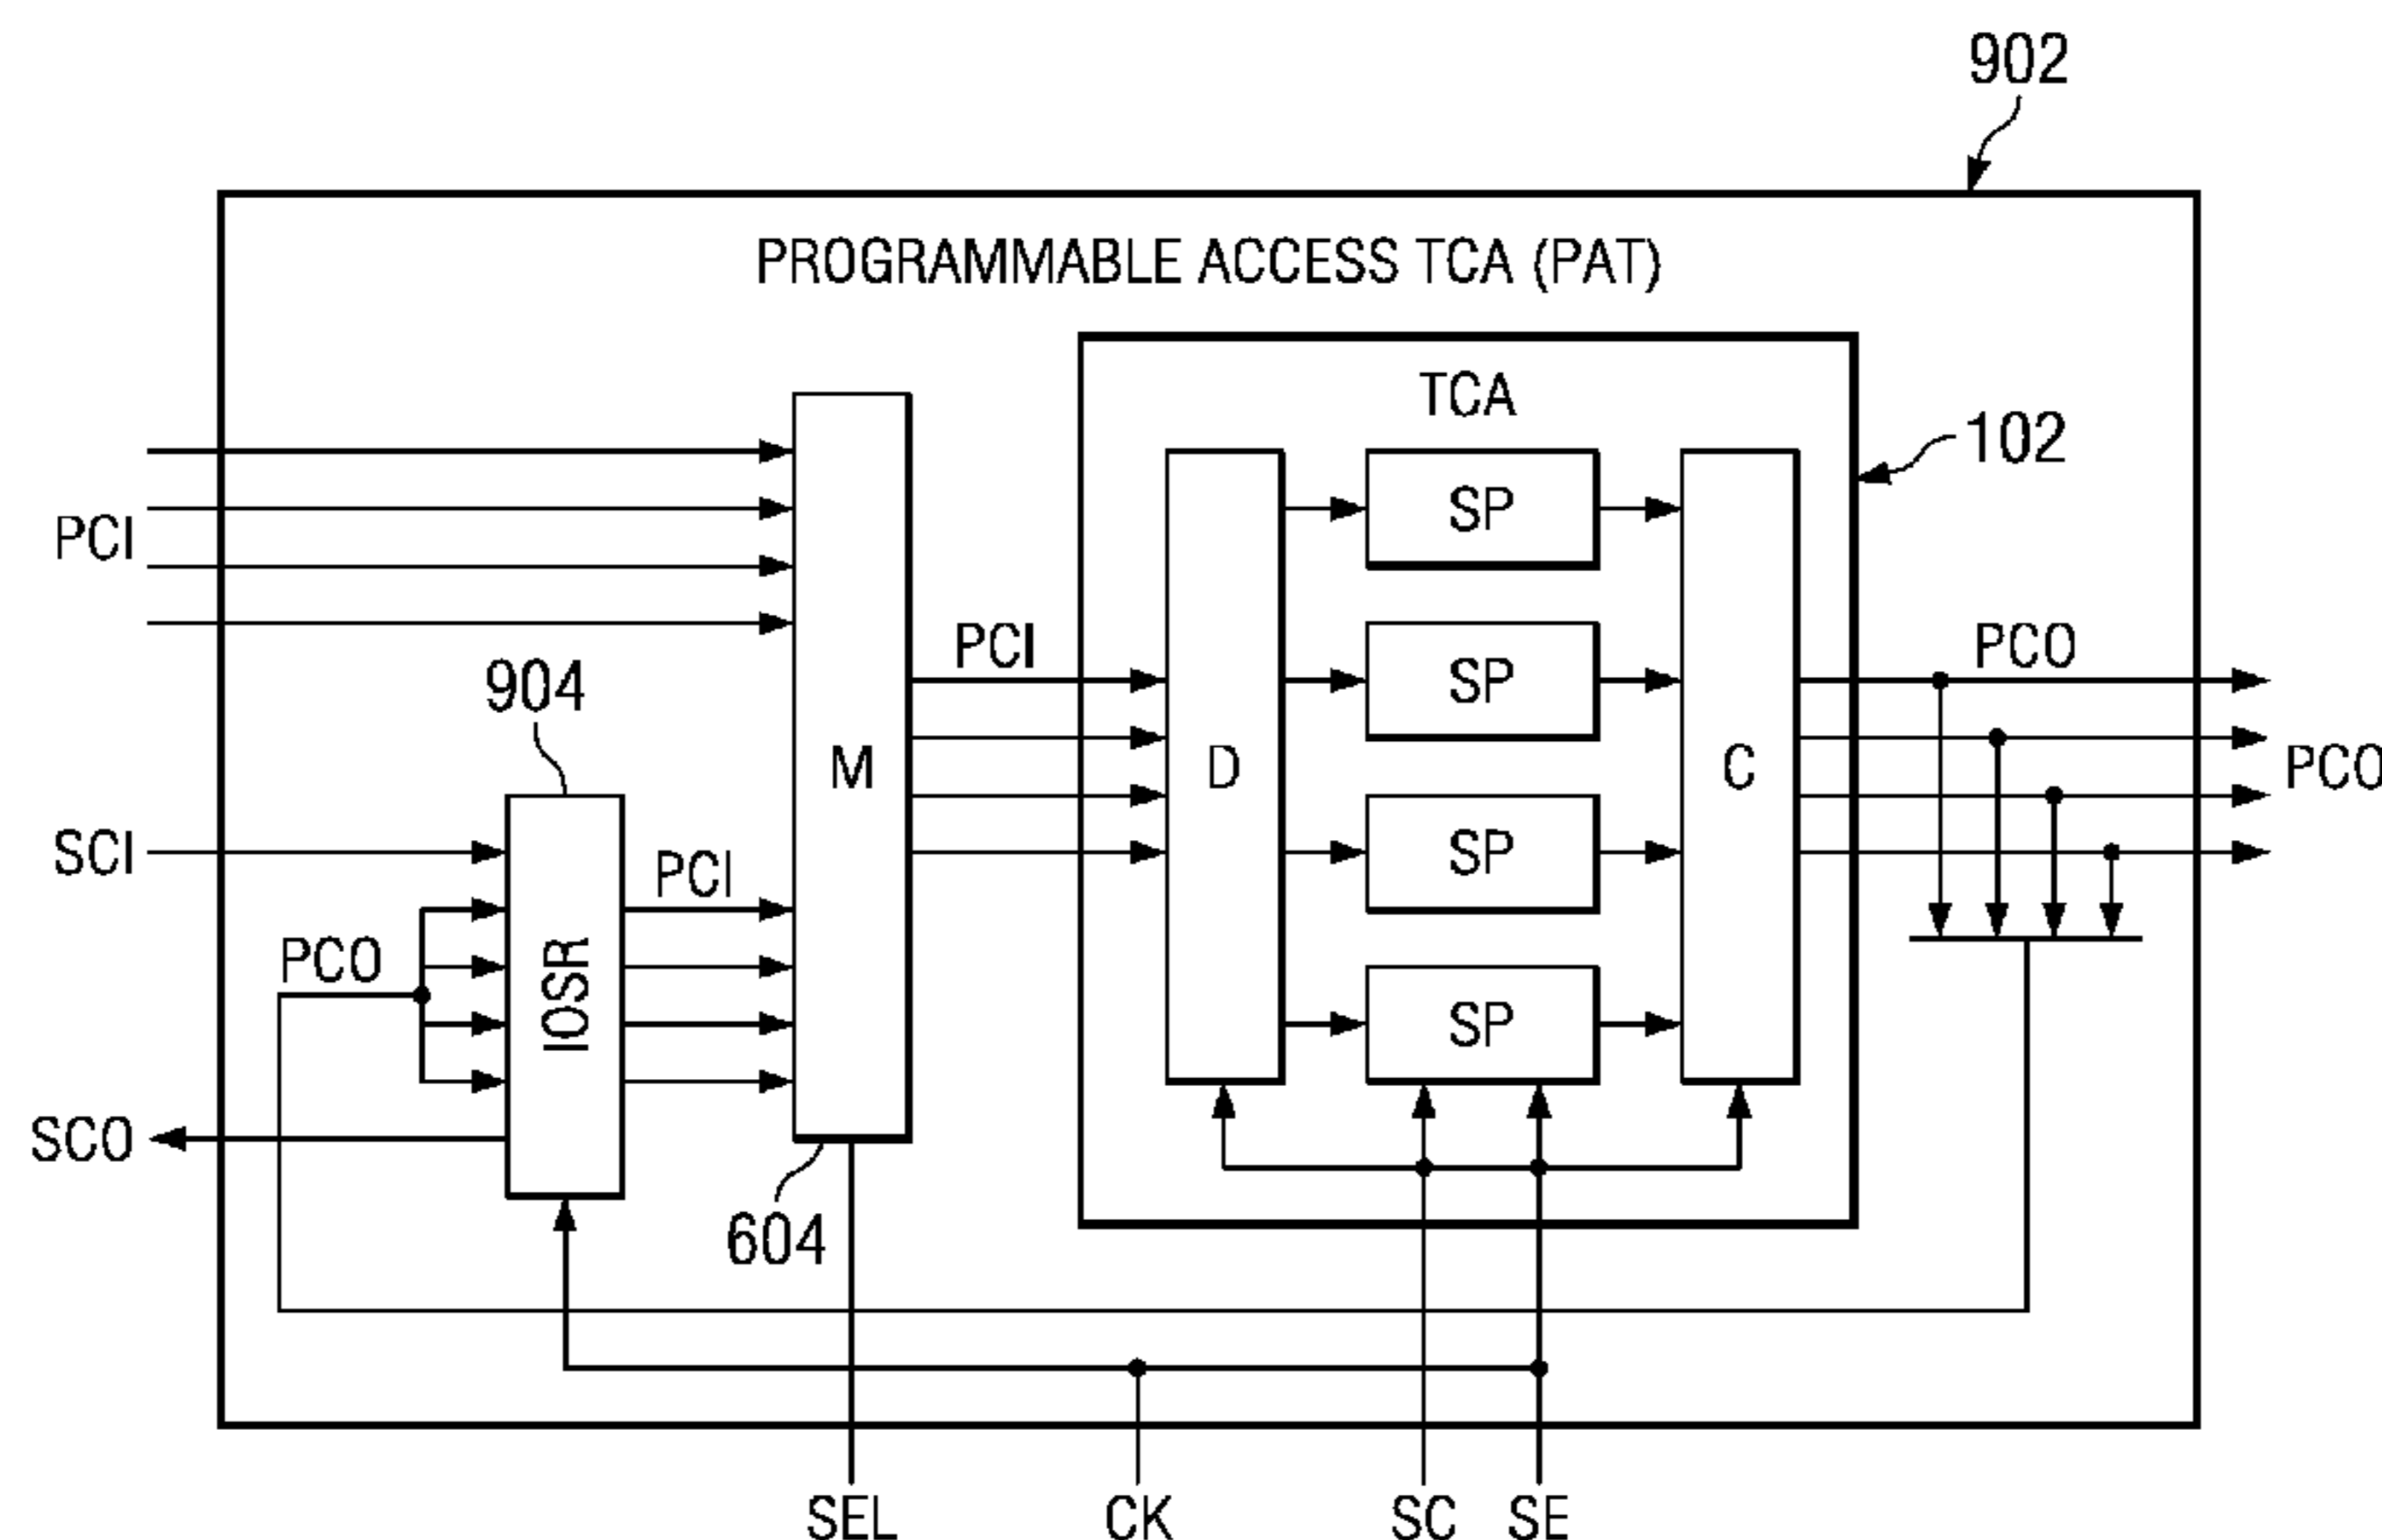 902
PROGRAMMABLE ACCESS TCA (PAT)
TCA
102
SP
PCI
PCI
PCO
904
SP
M
D
C
PCO
SCI
PCI
SP
PCO
IOSR
SP
SCO
604
SEL
CK
SC
SE